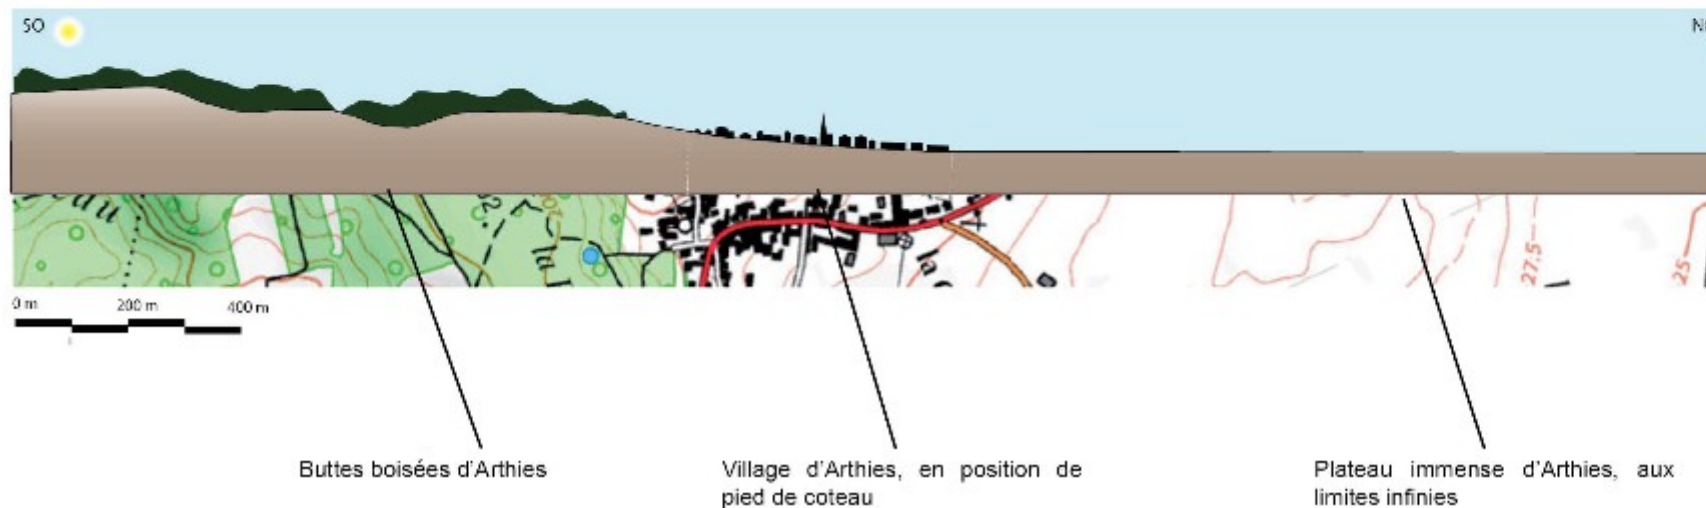 SO
27.5
25
0 m 200 m 400 m
Buttes boisées d'Arthies
Village d'Arthies, en position de
pied de coteau
Plateau immense d'Arthies, aux
limites infinies